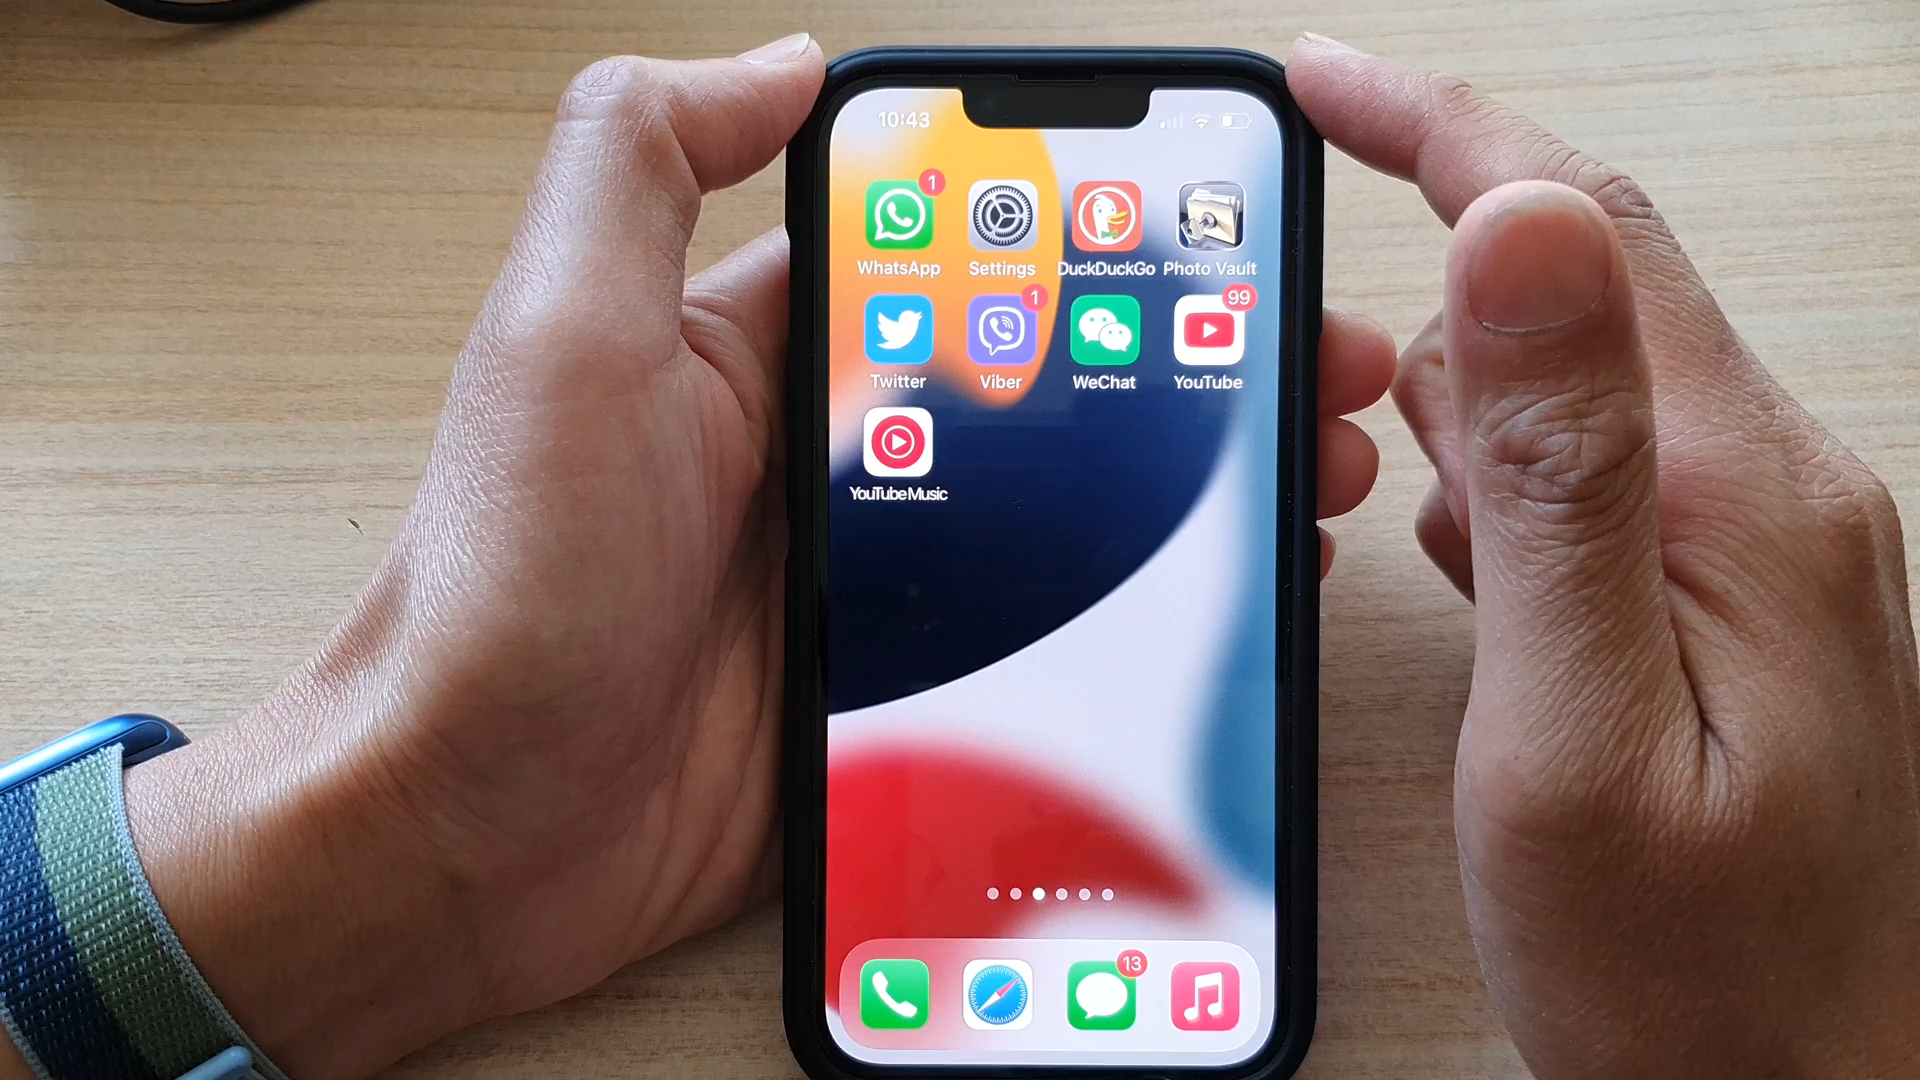 10:43
1
WhatsApp Settings DuckDuckGo Photo Vault
1 99
Twitter Viber WeChat YouTube
YouTube Music
13